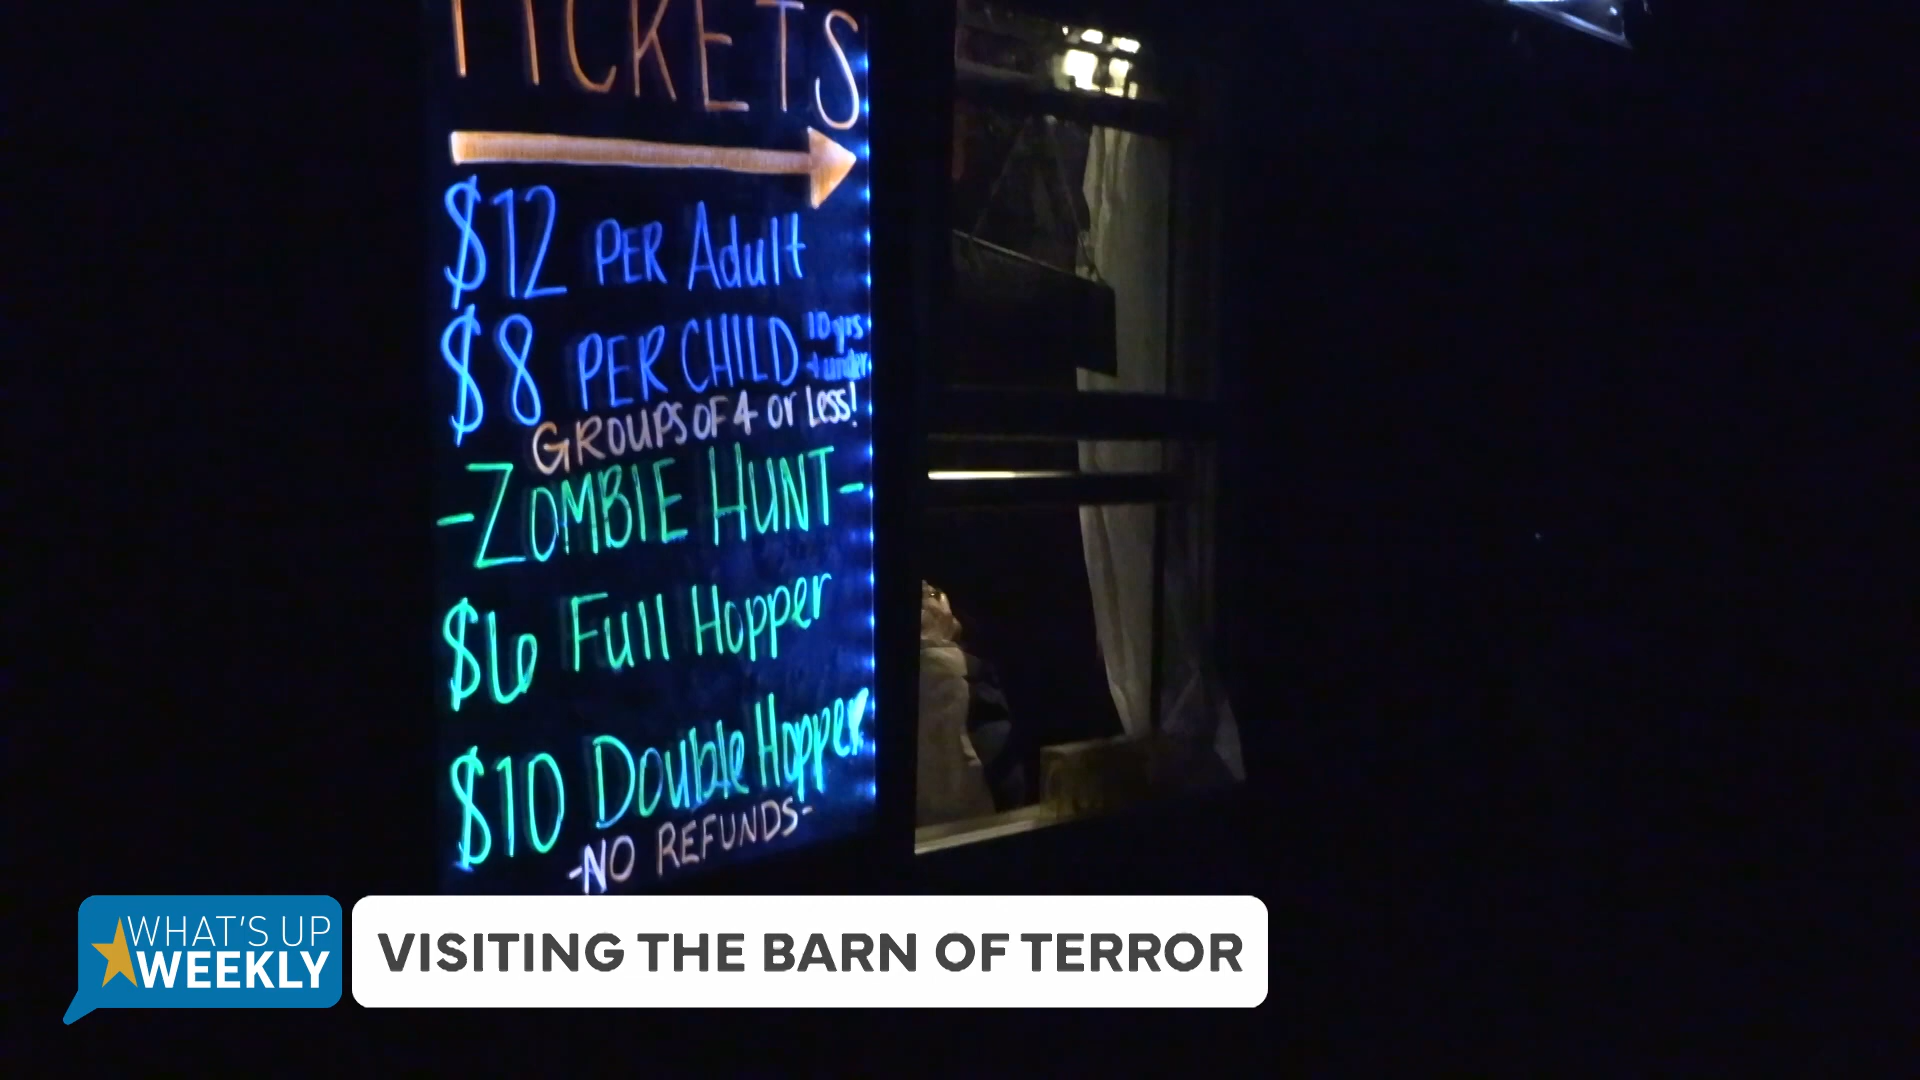 TICKETS
$12 PER Adult
$8 PER CHILD 10yrs
+under
GROUPS OF 4 or Less!
-ZOMBIE HUNT-
$6 Full Hopper
$10 Double Hopper
-NO REFUNDS-
WHAT'S UP
WEEKLY
VISITING THE BARN OF TERROR